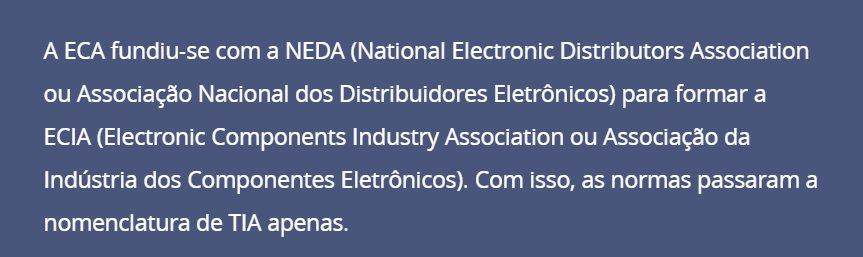 A ECA fundiu-se com a NEDA (National Electronic Distributors Association
ou Associação Nacional dos Distribuidores Eletrônicos) para formar a
ECIA (Electronic Components Industry Association ou Associação da
Indústria dos Componentes Eletrônicos). Com isso, as normas passaram a
nomenclatura de TIA apenas.